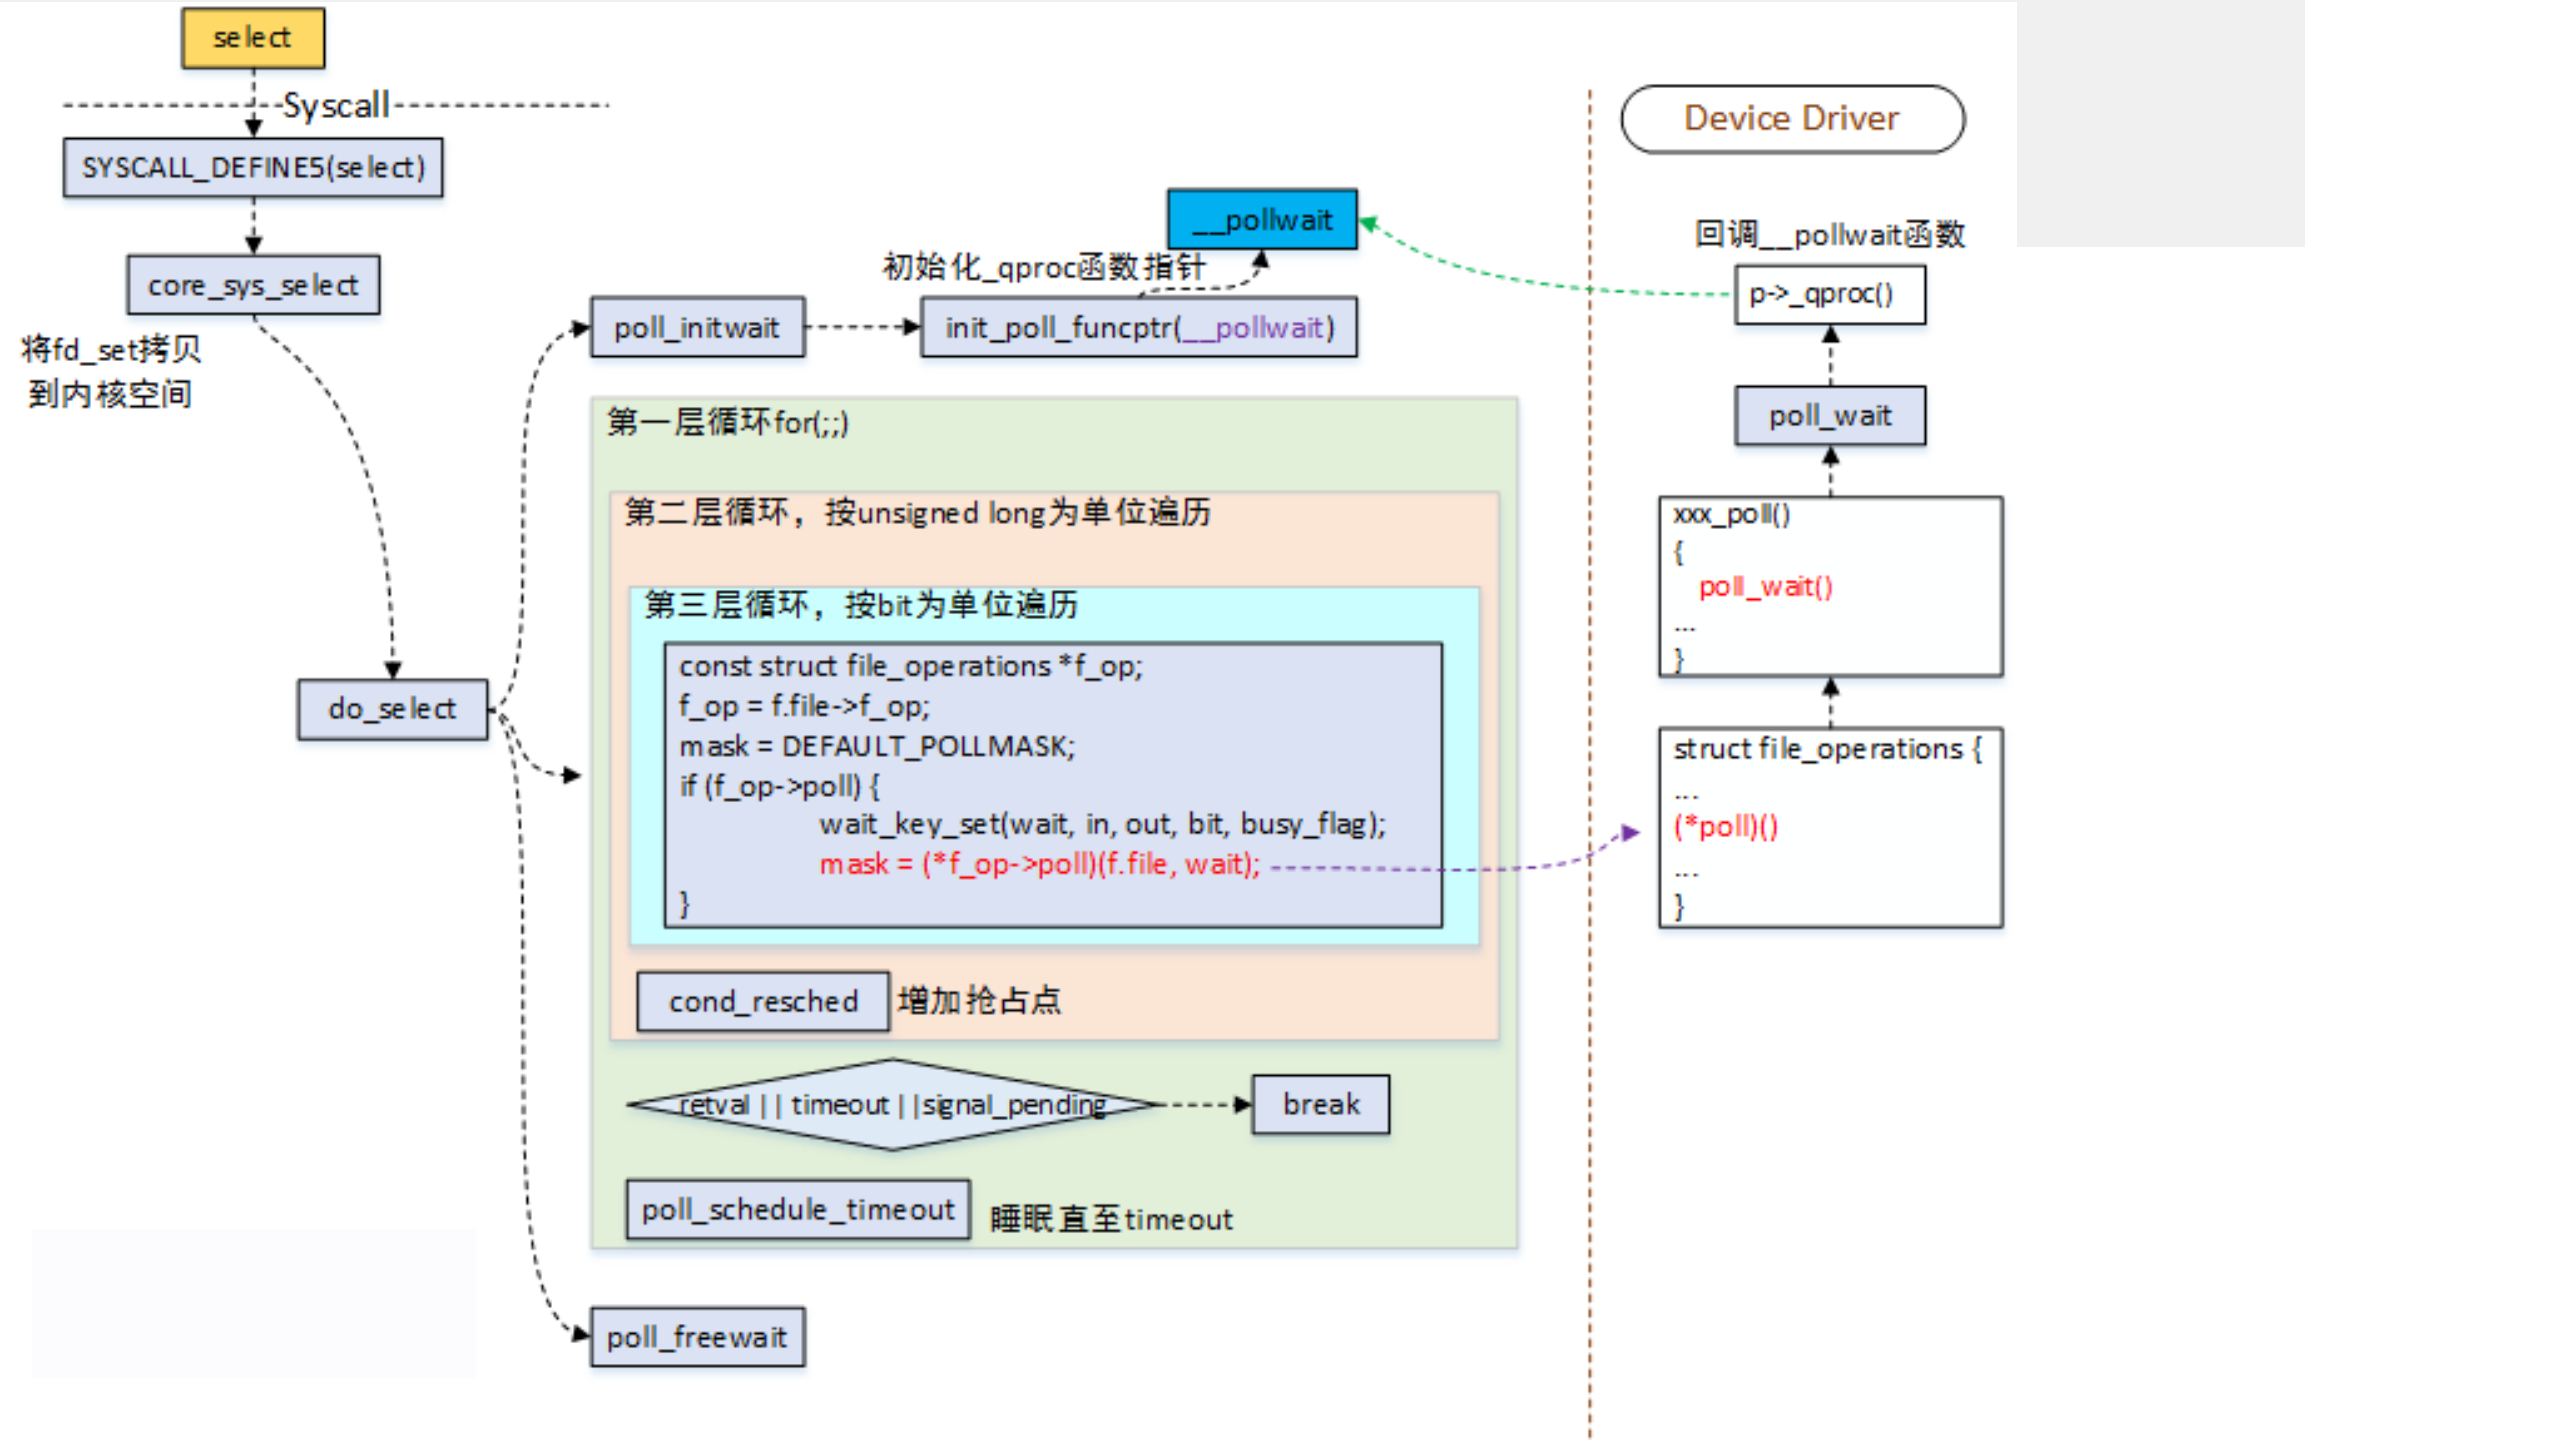 select
Syscall
SYSCALL_DEFINE5(select)
core_sys_select
将fd_set拷贝
到内核空间
do_select
poll_initwait
初始化_qproc函数指针
init_poll_funcptr(__pollwait)
__pollwait
第一层循环for(;;)
第二层循环，按unsigned long为单位遍历
第三层循环，按bit为单位遍历
const struct file_operations *f_op;
f_op = f.file->f_op;
mask = DEFAULT_POLLMASK;
if (f_op->poll) {
wait_key_set(wait, in, out, bit, busy_flag);
mask = (*f_op->poll)(f.file, wait);
}
cond_resched 增加抢占点
retval || timeout ||signal_pending
break
poll_schedule_timeout 睡眠直至timeout
poll_freewait
Device Driver
回调__pollwait函数
p->_qproc()
poll_wait
xxx_poll()
{
poll_wait()
...
}
struct file_operations {
...
(*poll)()
...
}